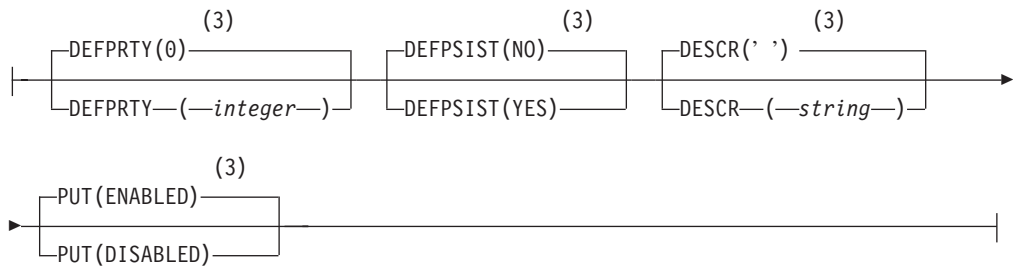 (3) (3) (3)
DEFPRTY(0) DEFPSIST(NO) DESCR(' ')
DEFPRTY ( integer ) DEFPSIST(YES) DESCR ( string )
(3)
PUT(ENABLED)
PUT(DISABLED)